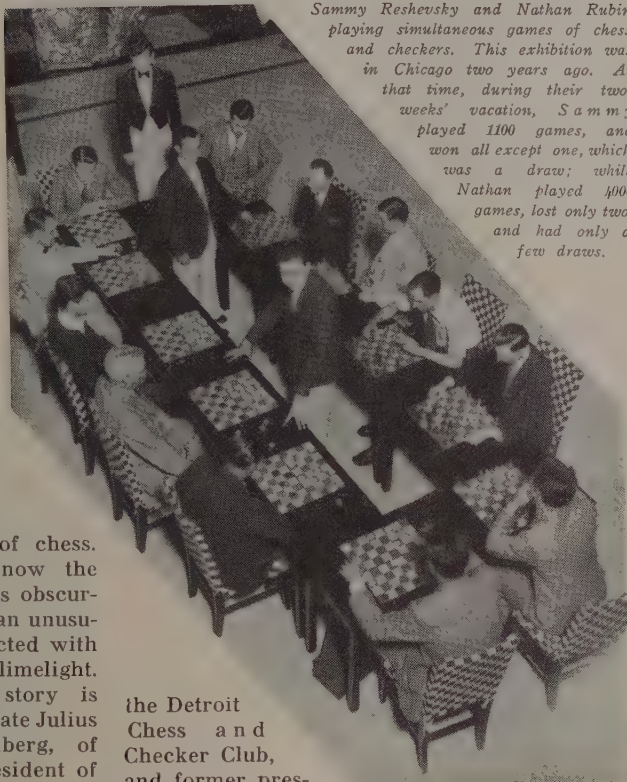 Sammy Reshevsky and Nathan Rubin
playing simultaneous games of ches
and checkers. This exhibition wa
in Chicago two years ago. A
that time, during their two
weeks' vacation, Sammy
played 1100 games, and
won all except one, which
was a draw; whil
Nathan played 400
games, lost only two
and had only a
few draws.
of chess.
now the
s obscur-
an unusu-
cted with
limelight.
story is
ate Julius
berg, of
esident of
the Detroit
Chess and
Checker Club,
and former pres-